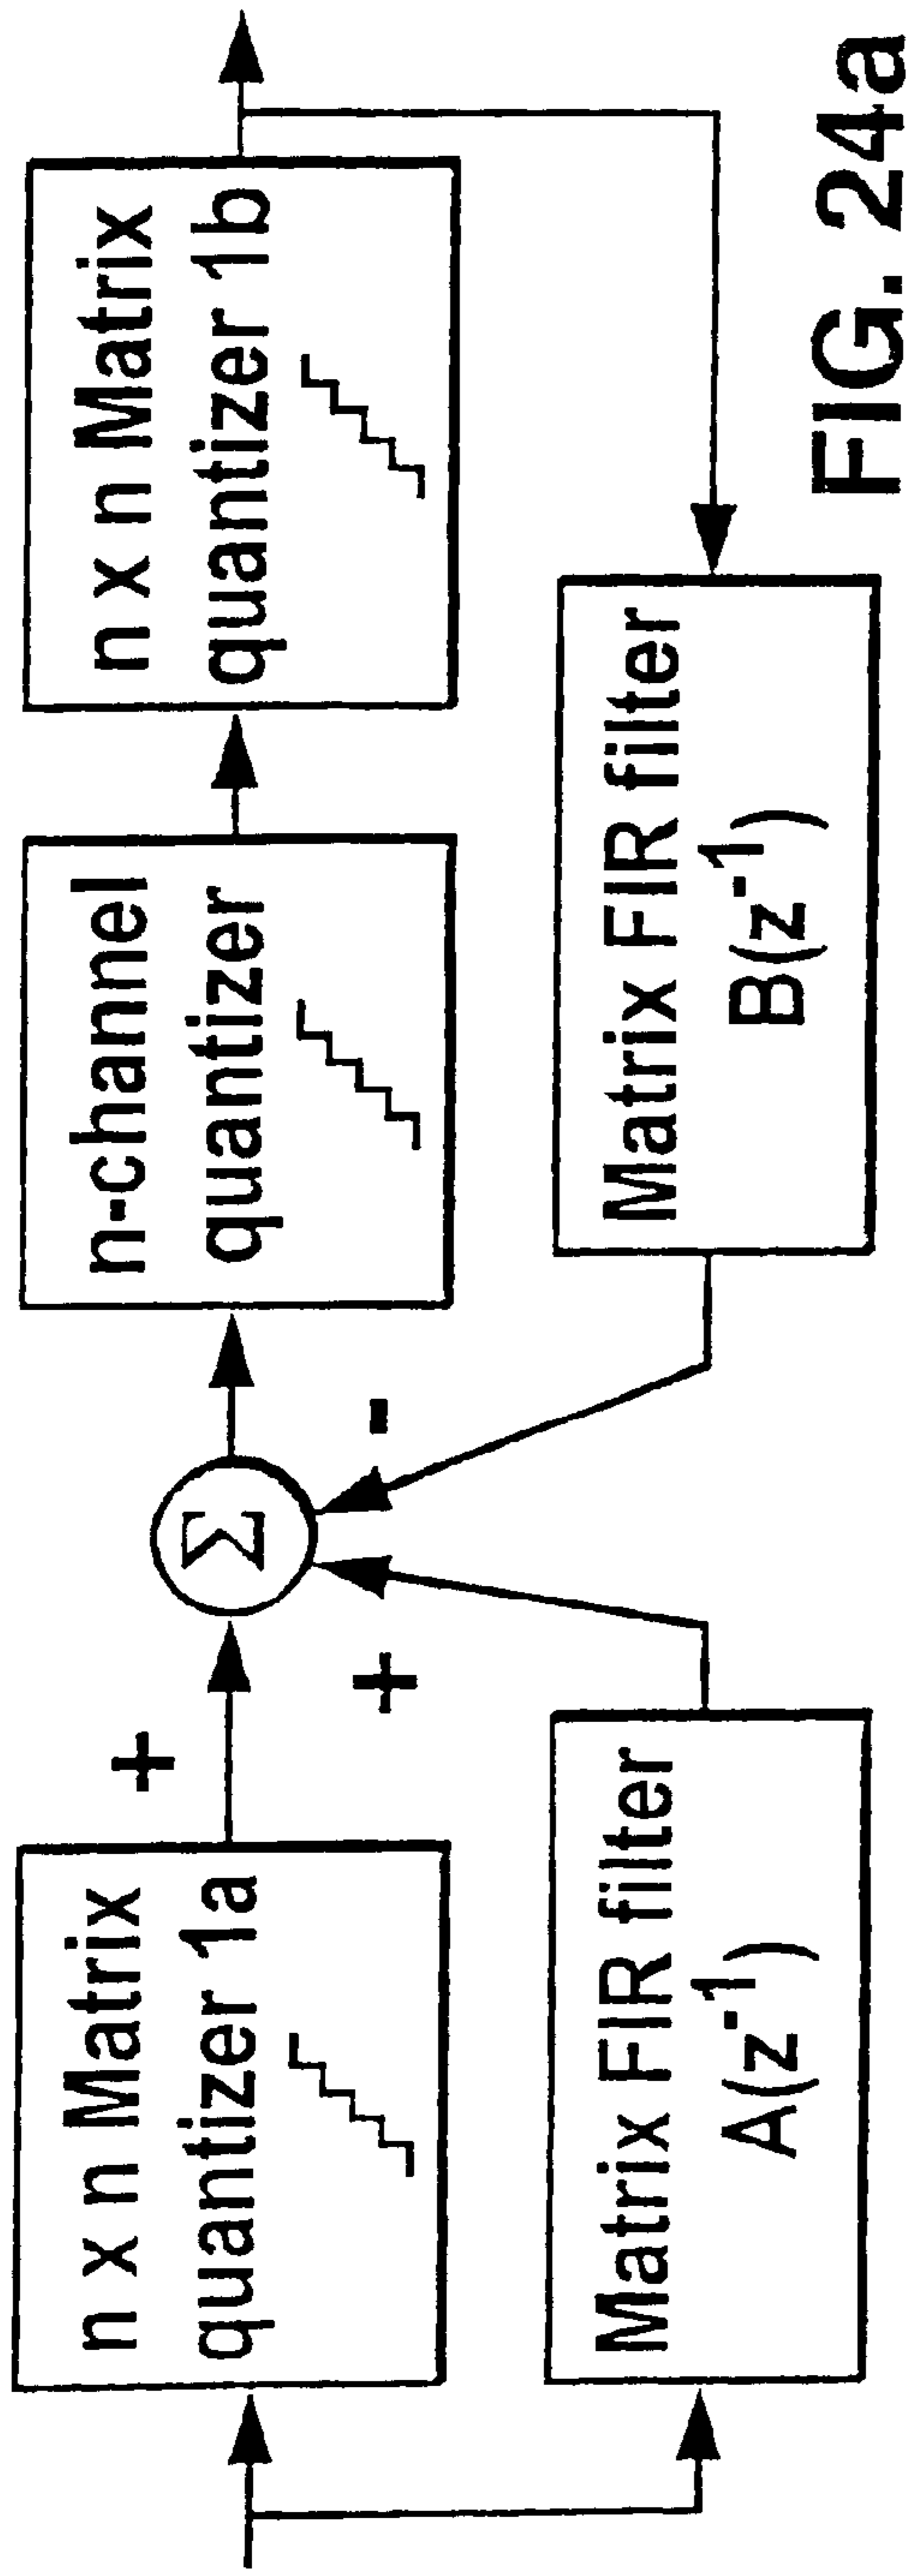 n x n Matrix
quantizer 1a
+
Σ
n-channel
quantizer
n x n Matrix
quantizer 1b
+
-
Matrix FIR filter
A(z⁻¹)
Matrix FIR filter
B(z⁻¹)
FIG. 24a